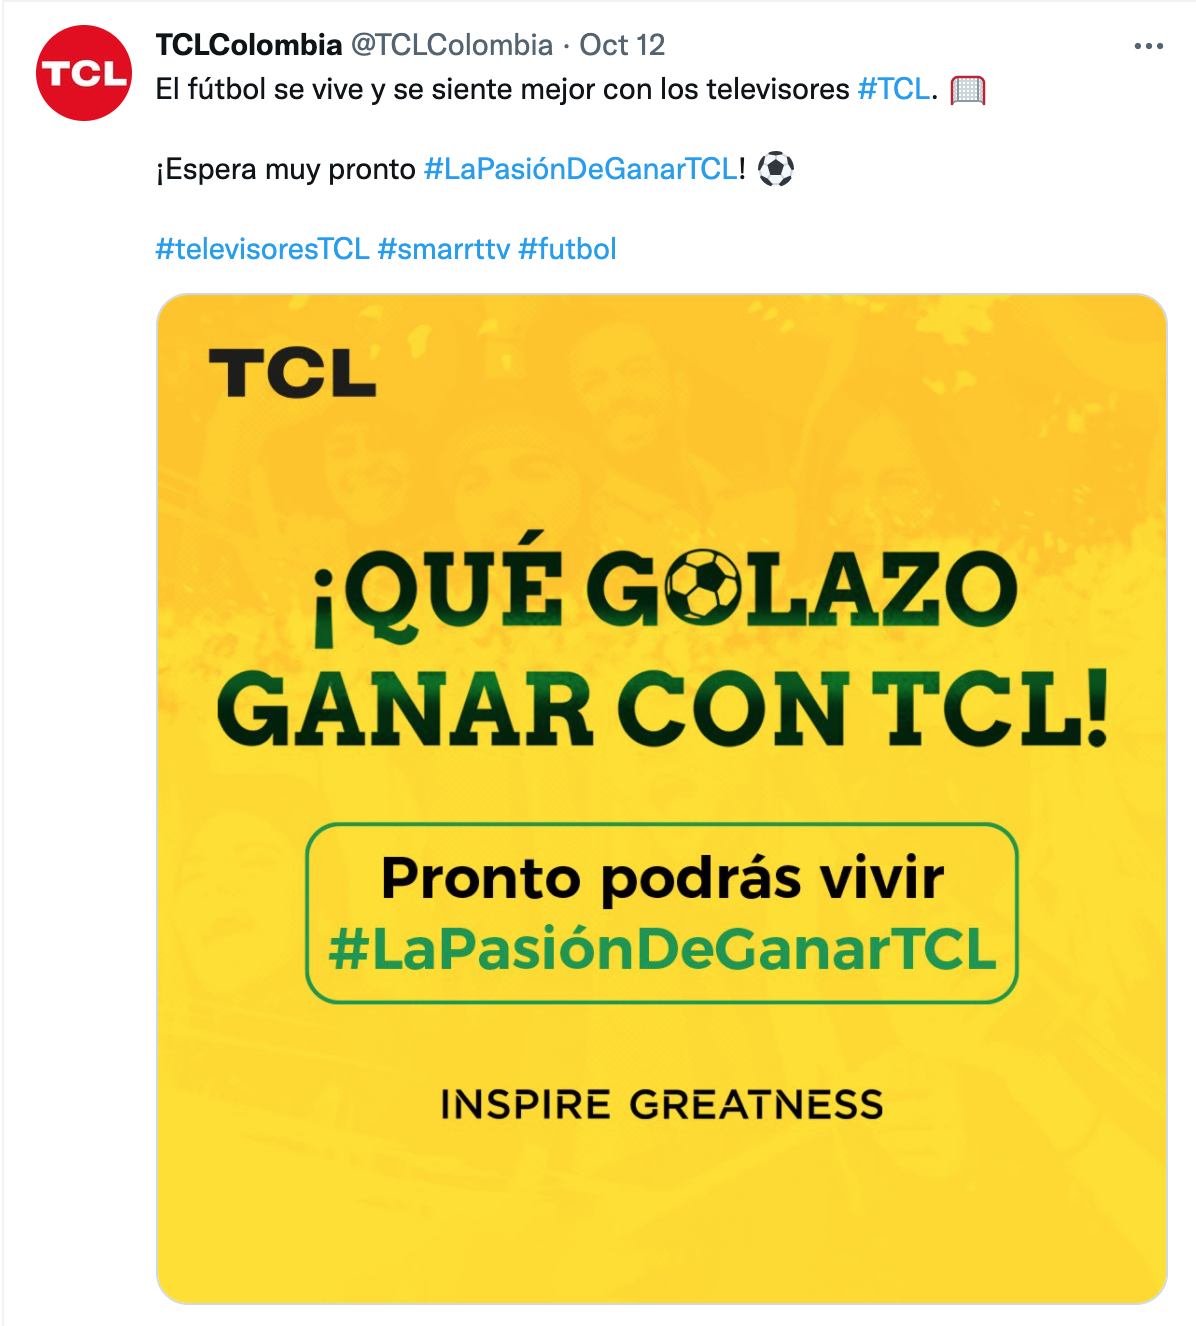 TCL
TCLColombia @TCLColombia · Oct 12
El fútbol se vive y se siente mejor con los televisores #TCL. 🥅
¡Espera muy pronto #LaPasiónDeGanarTCL! ⚽
#televisoresTCL #smarrttv #futbol
TCL
¡QUÉ GOLAZO
GANAR CON TCL!
Pronto podrás vivir
#LaPasiónDeGanarTCL
INSPIRE GREATNESS